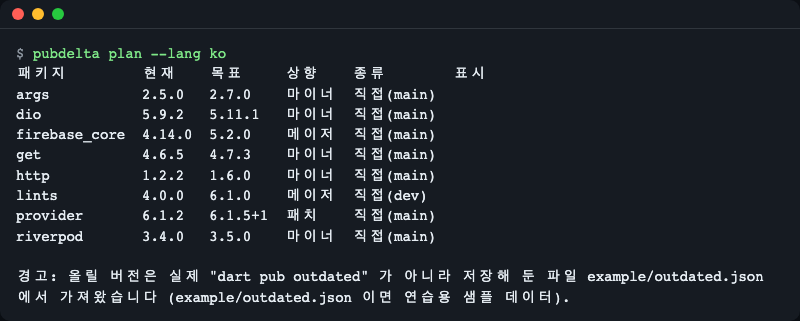 $ pubdelta plan --lang ko
패키지 현재 목표 상향 종류 표시
args 2.5.0 2.7.0 마이너 직접(main)
dio 5.9.2 5.11.1 마이너 직접(main)
firebase_core 4.14.0 5.2.0 메이저 직접(main)
get 4.6.5 4.7.3 마이너 직접(main)
http 1.2.2 1.6.0 마이너 직접(main)
lints 4.0.0 6.1.0 메이저 직접(dev)
provider 6.1.2 6.1.5+1 패치 직접(main)
riverpod 3.4.0 3.5.0 마이너 직접(main)
경고: 올릴 버전은 실제 "dart pub outdated" 가 아니라 저장해 둔 파일 example/outdated.json
에서 가져왔습니다 (example/outdated.json 이면 연습용 샘플 데이터).